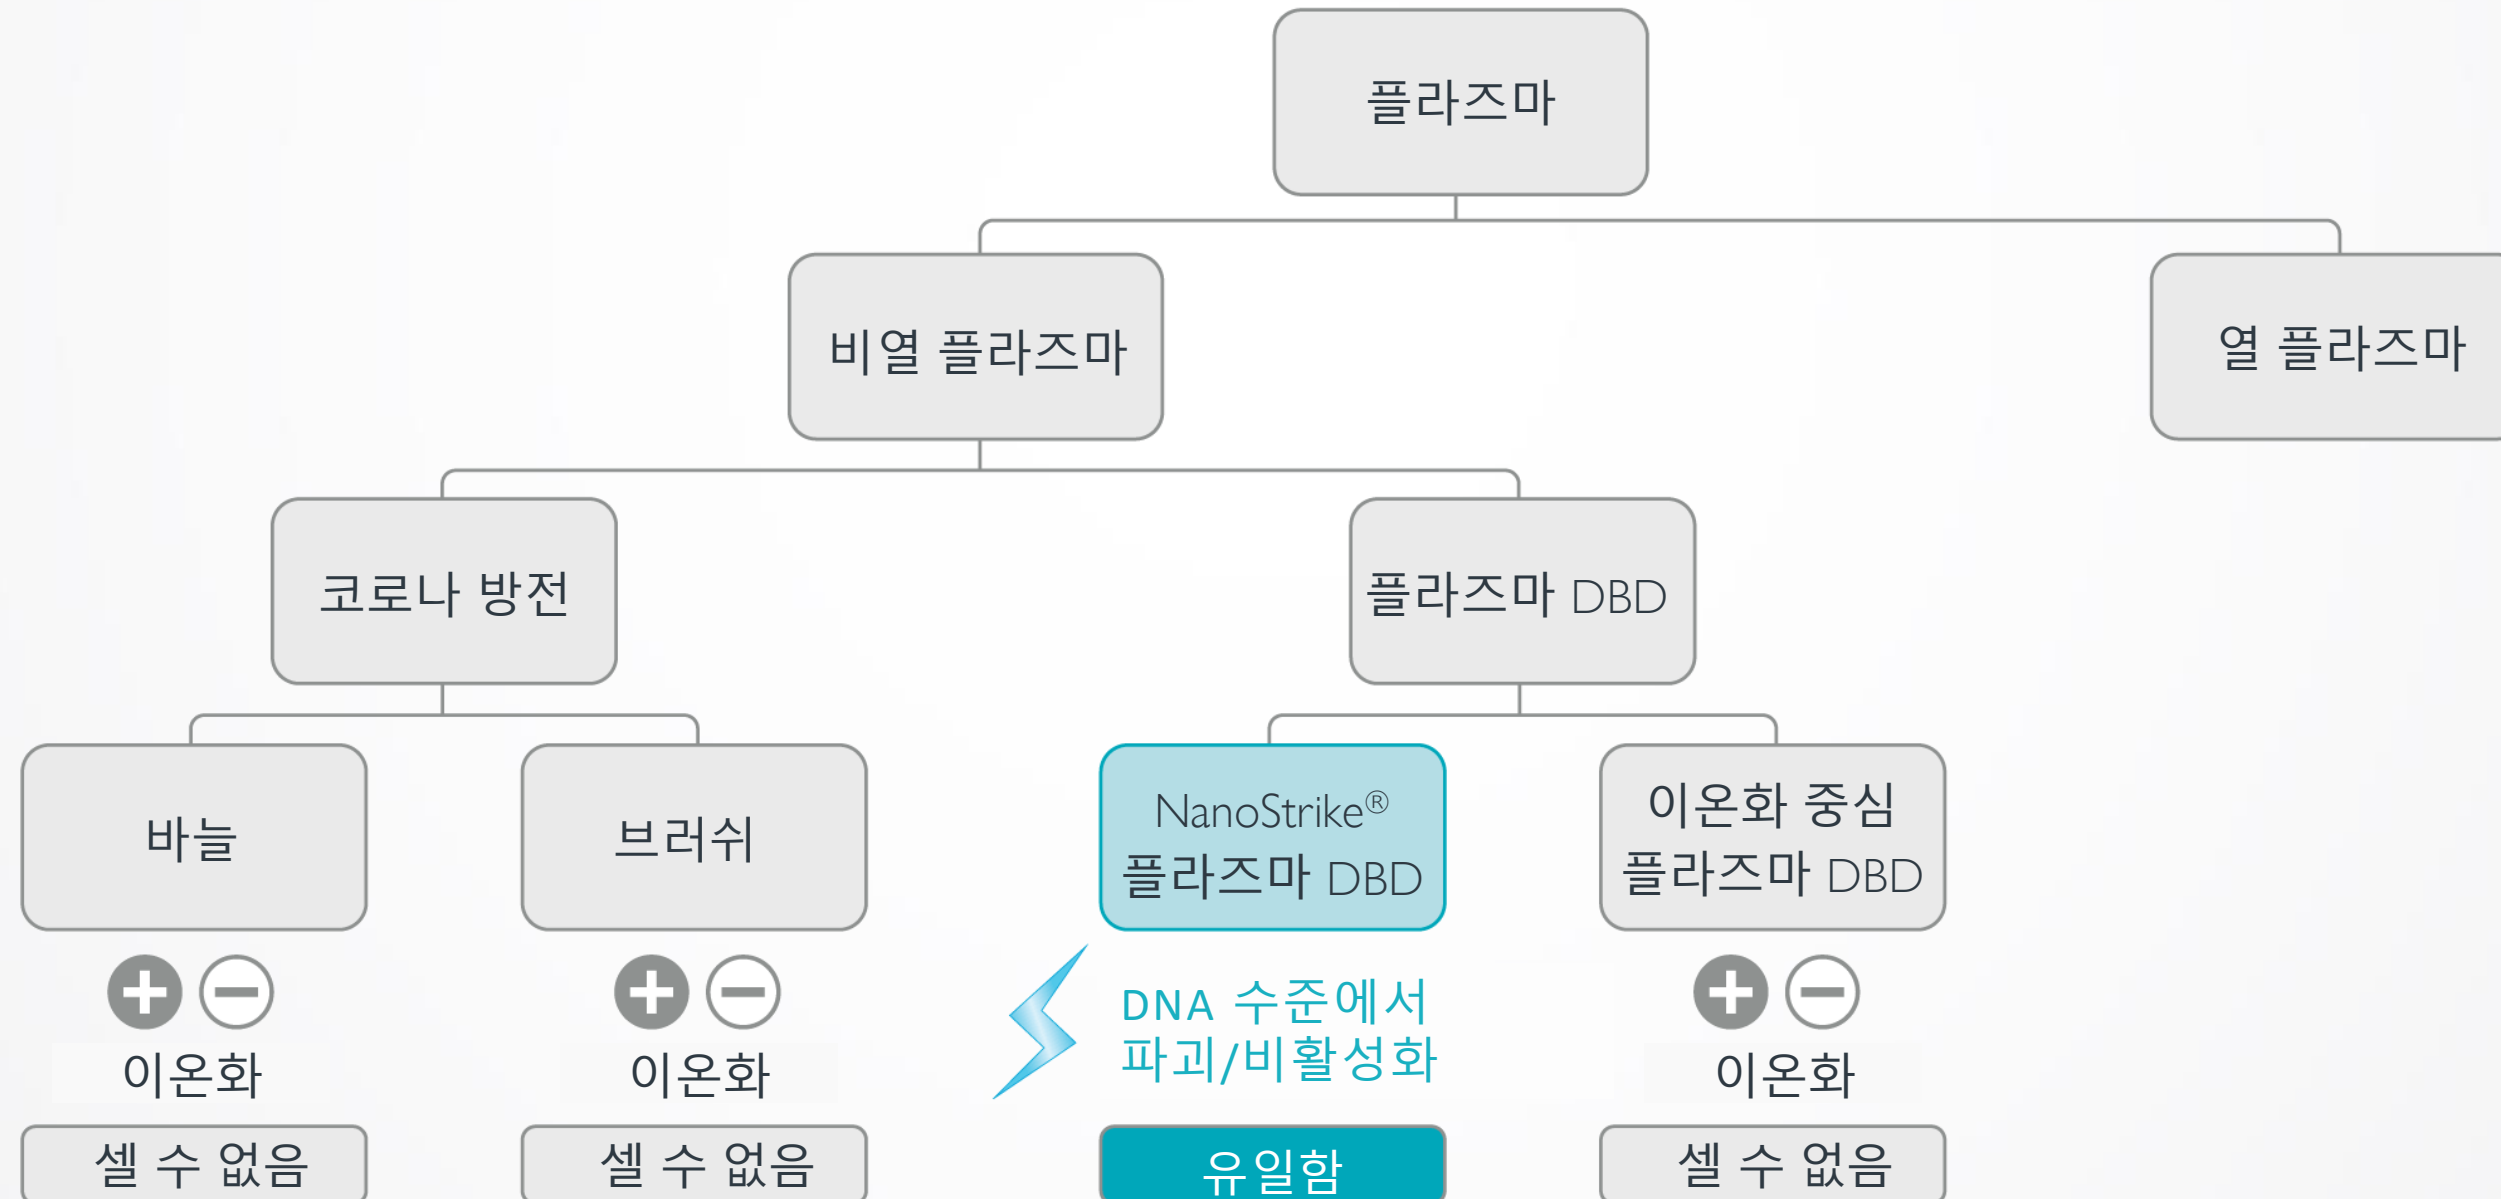 플라즈마
비열 플라즈마
열 플라즈마
코로나 방전
플라즈마 DBD
바늘
브러쉬
NanoStrike®
플라즈마 DBD
이온화 중심
플라즈마 DBD
DNA 수준에서
파괴/비활성화
이온화
이온화
이온화
셀 수 없음
셀 수 없음
유일함
셀 수 없음